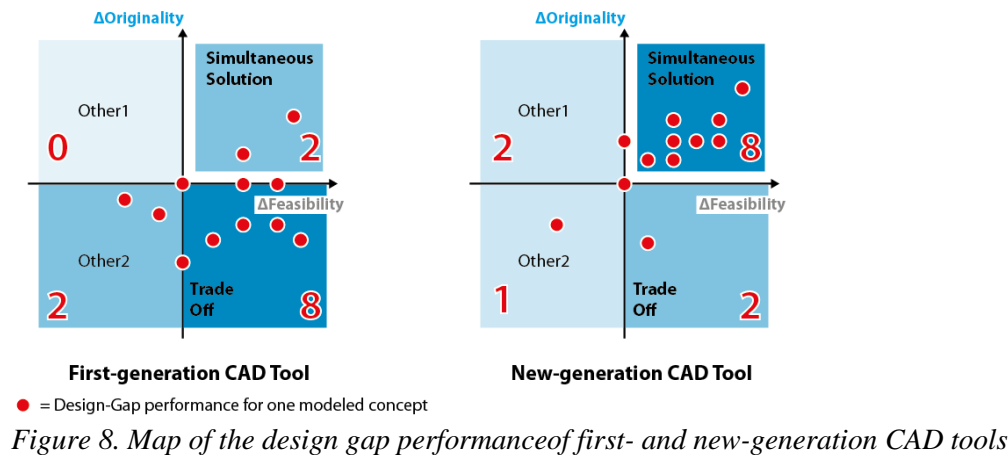 ΔOriginality
Simultaneous
Solution
Other1
0
2
ΔFeasibility
Other2
Trade
Off
2
8
First-generation CAD Tool
ΔOriginality
Simultaneous
Solution
Other1
2
8
ΔFeasibility
Other2
Trade
Off
1
2
New-generation CAD Tool
= Design-Gap performance for one modeled concept
Figure 8. Map of the design gap performanceof first- and new-generation CAD tools